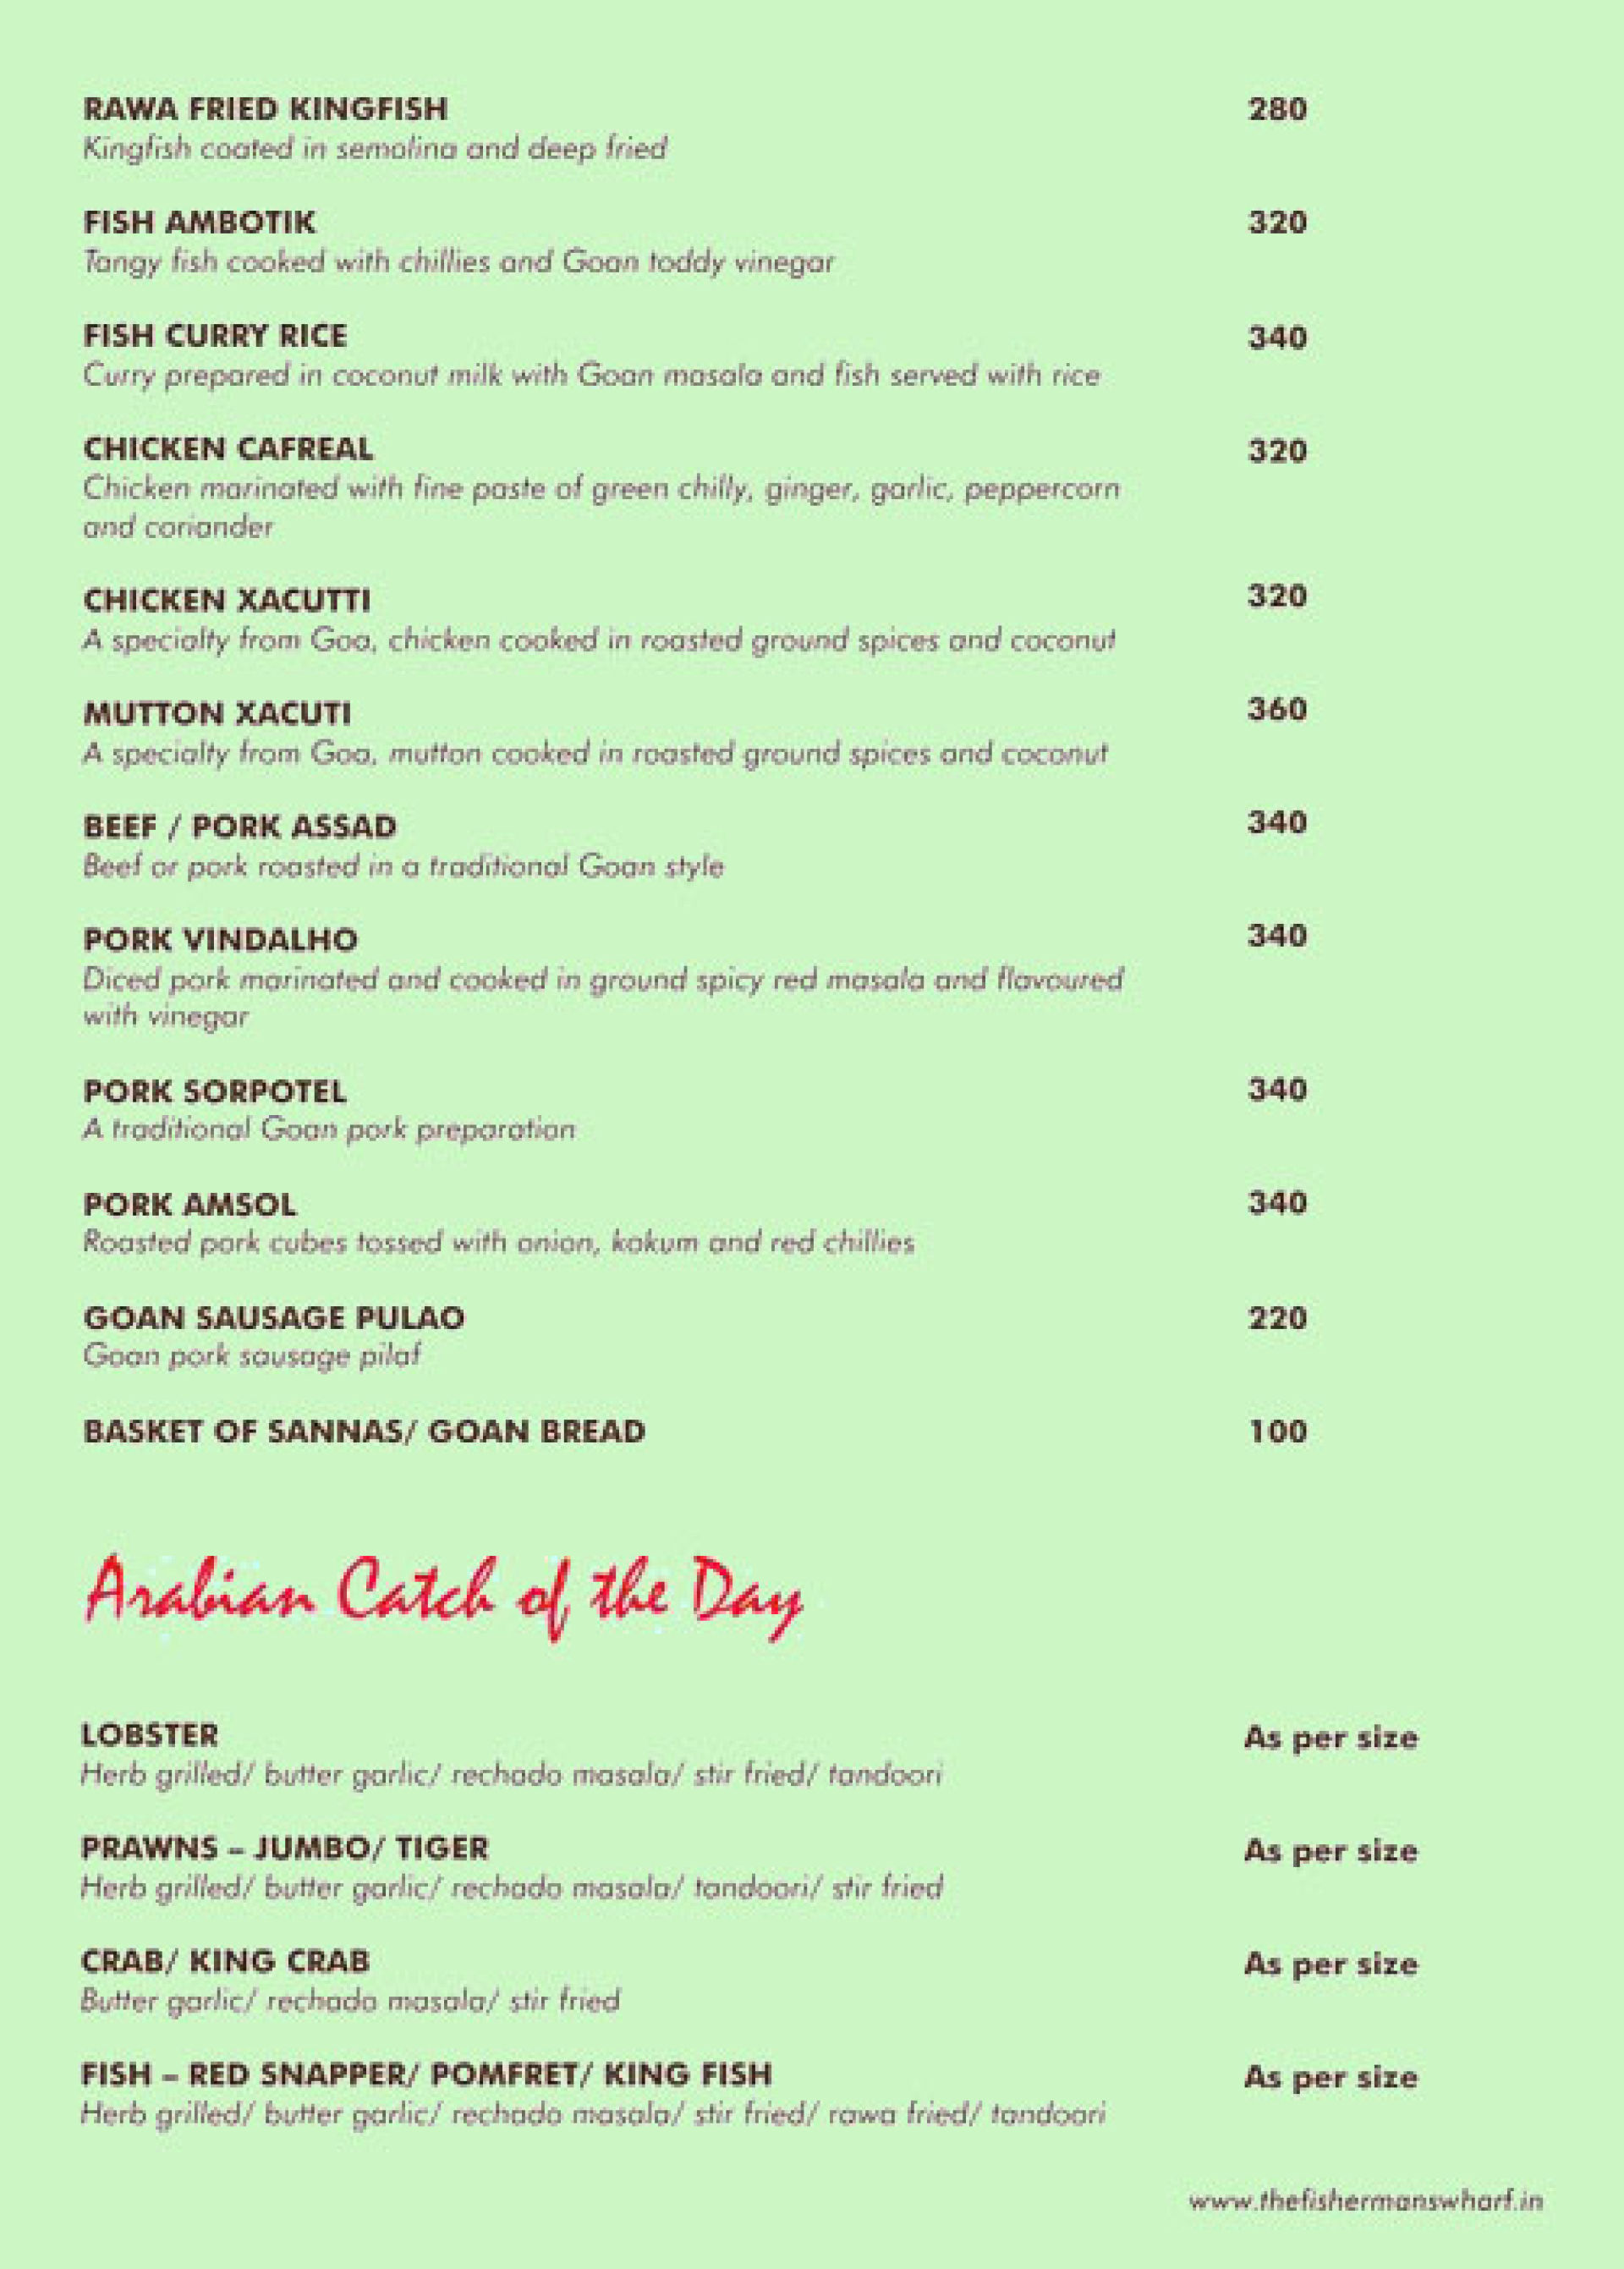 RAWA FRIED KINGFISH 280
Kingfish coated in semolina and deep fried
FISH AMBOTIK 320
Tangy fish cooked with chillies and Goan toddy vinegar
FISH CURRY RICE 340
Curry prepared in coconut milk with Goan masala and fish served with rice
CHICKEN CAFREAL 320
Chicken marinated with fine paste of green chilly, ginger, garlic, peppercorn
and coriander
CHICKEN XACUTTI 320
A specialty from Goa, chicken cooked in roasted ground spices and coconut
MUTTON XACUTI 360
A specialty from Goa, mutton cooked in roasted ground spices and coconut
BEEF / PORK ASSAD 340
Beef or pork roasted in a traditional Goan style
PORK VINDALHO 340
Diced pork marinated and cooked in ground spicy red masala and flavoured
with vinegar
PORK SORPOTEL 340
A traditional Goan pork preparation
PORK AMSOL 340
Roasted pork cubes tossed with onion, kokum and red chillies
GOAN SAUSAGE PULAO 220
Goan pork sausage pilaf
BASKET OF SANNAS/ GOAN BREAD 100
Arabian Catch of the Day
LOBSTER As per size
Herb grilled/ butter garlic/ rechado masala/ stir fried/ tandoori
PRAWNS – JUMBO/ TIGER As per size
Herb grilled/ butter garlic/ rechado masala/ tandoori/ stir fried
CRAB/ KING CRAB As per size
Butter garlic/ rechado masala/ stir fried
FISH – RED SNAPPER/ POMFRET/ KING FISH As per size
Herb grilled/ butter garlic/ rechado masala/ stir fried/ rawa fried/ tandoori
www.thefishermanswharf.in